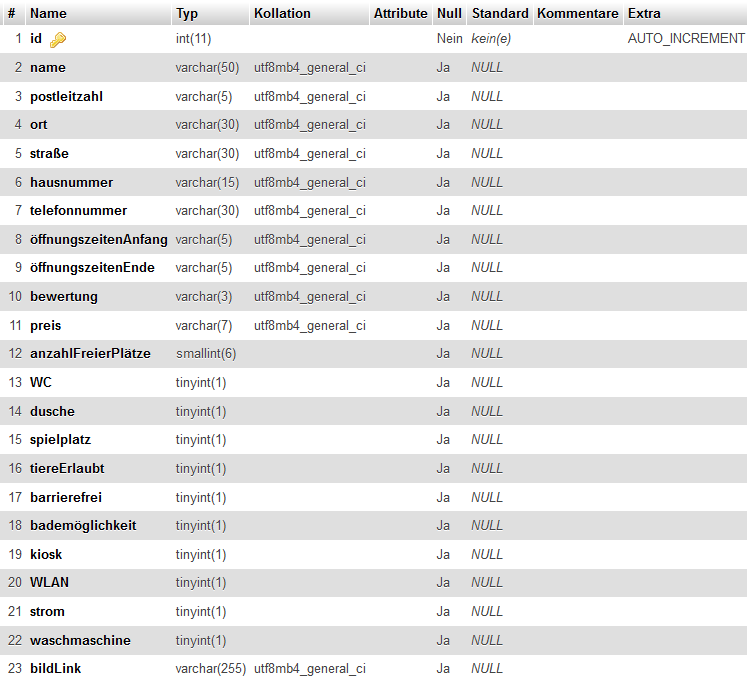 # Name Typ Kollation Attribute Null Standard Kommentare Extra
1 id int(11) Nein kein(e) AUTO_INCREMENT
2 name varchar(50) utf8mb4_general_ci Ja NULL
3 postleitzahl varchar(5) utf8mb4_general_ci Ja NULL
4 ort varchar(30) utf8mb4_general_ci Ja NULL
5 straße varchar(30) utf8mb4_general_ci Ja NULL
6 hausnummer varchar(15) utf8mb4_general_ci Ja NULL
7 telefonnummer varchar(30) utf8mb4_general_ci Ja NULL
8 öffnungszeitenAnfang varchar(5) utf8mb4_general_ci Ja NULL
9 öffnungszeitenEnde varchar(5) utf8mb4_general_ci Ja NULL
10 bewertung varchar(3) utf8mb4_general_ci Ja NULL
11 preis varchar(7) utf8mb4_general_ci Ja NULL
12 anzahlFreierPlätze smallint(6) Ja NULL
13 WC tinyint(1) Ja NULL
14 dusche tinyint(1) Ja NULL
15 spielplatz tinyint(1) Ja NULL
16 tiereErlaubt tinyint(1) Ja NULL
17 barrierefrei tinyint(1) Ja NULL
18 bademöglichkeit tinyint(1) Ja NULL
19 kiosk tinyint(1) Ja NULL
20 WLAN tinyint(1) Ja NULL
21 strom tinyint(1) Ja NULL
22 waschmaschine tinyint(1) Ja NULL
23 bildLink varchar(255) utf8mb4_general_ci Ja NULL